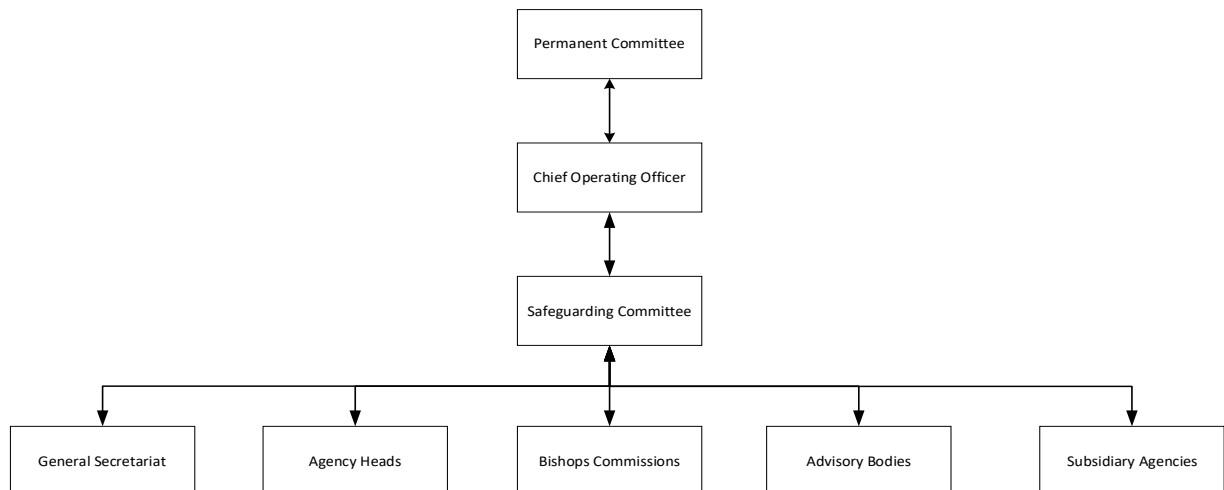 Permanent Committee
Chief Operating Officer
Safeguarding Committee
General Secretariat
Agency Heads
Bishops Commissions
Advisory Bodies
Subsidiary Agencies